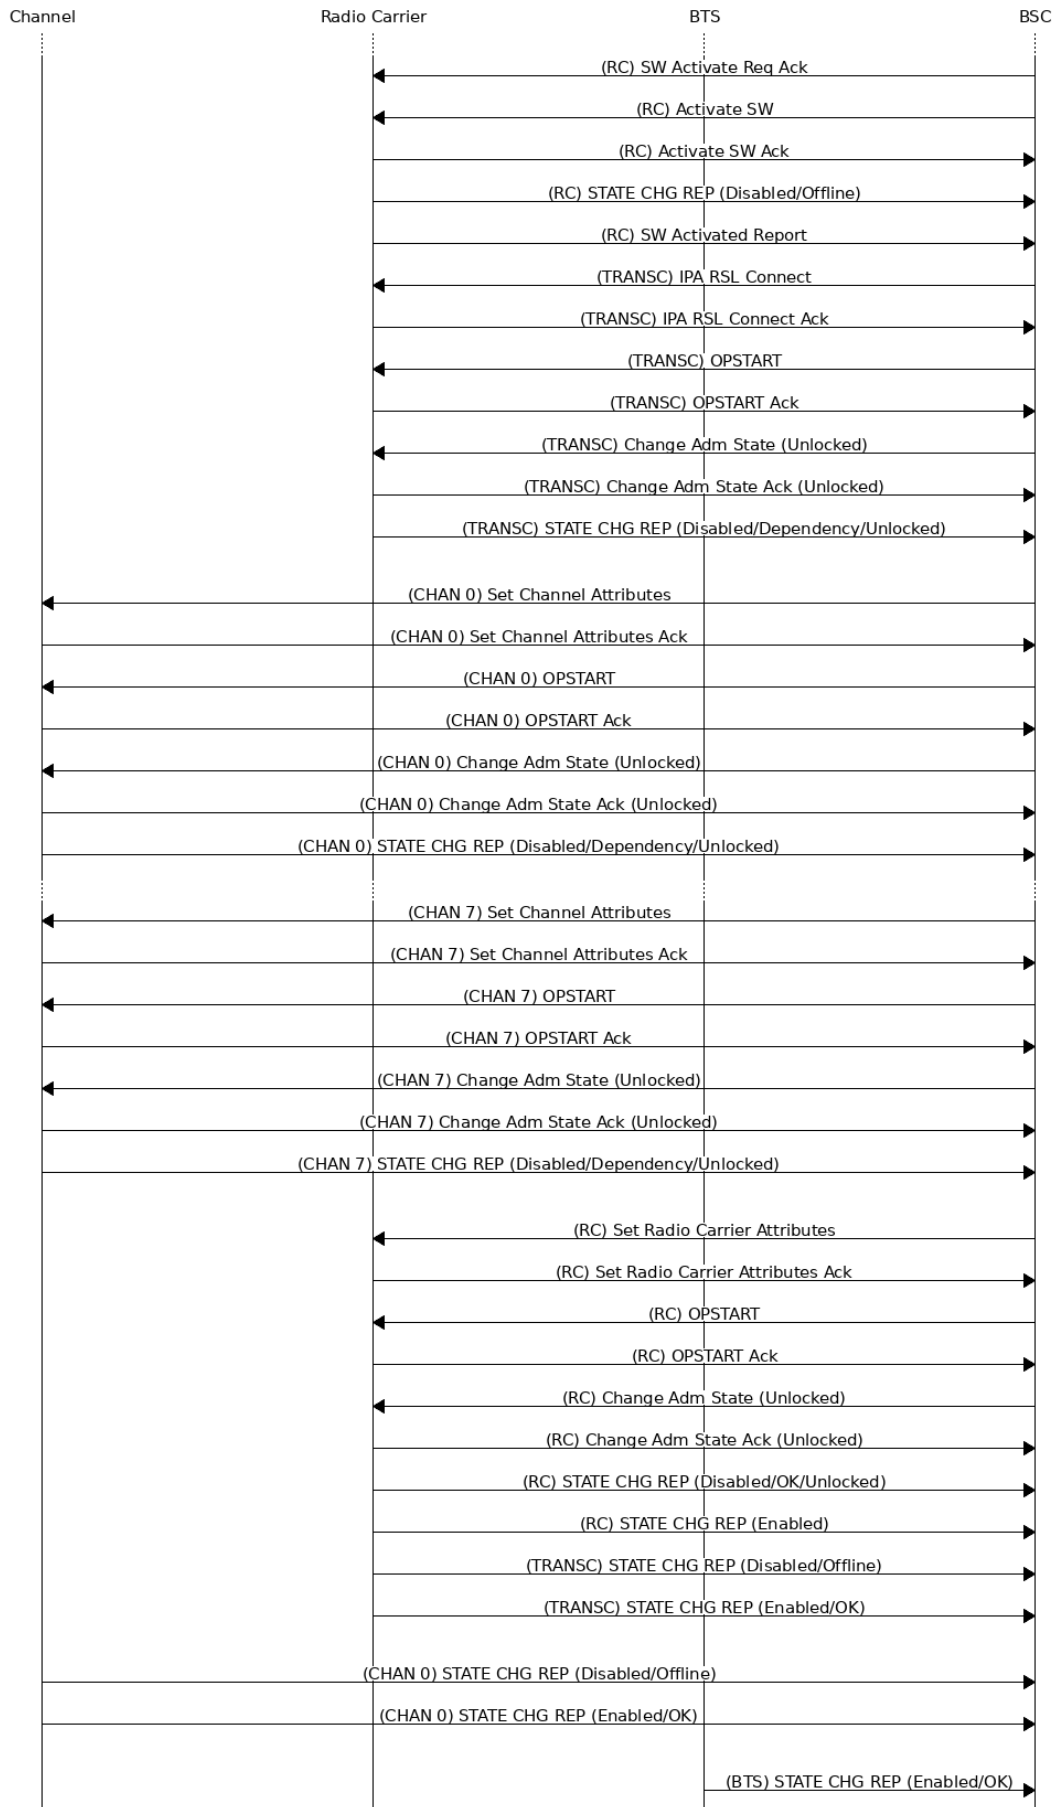 Channel Radio Carrier BTS BSC
(RC) SW Activate Req Ack
(RC) Activate SW
(RC) Activate SW Ack
(RC) STATE CHG REP (Disabled/Offline)
(RC) SW Activated Report
(TRANSC) IPA RSL Connect
(TRANSC) IPA RSL Connect Ack
(TRANSC) OPSTART
(TRANSC) OPSTART Ack
(TRANSC) Change Adm State (Unlocked)
(TRANSC) Change Adm State Ack (Unlocked)
(TRANSC) STATE CHG REP (Disabled/Dependency/Unlocked)
(CHAN 0) Set Channel Attributes
(CHAN 0) Set Channel Attributes Ack
(CHAN 0) OPSTART
(CHAN 0) OPSTART Ack
(CHAN 0) Change Adm State (Unlocked)
(CHAN 0) Change Adm State Ack (Unlocked)
(CHAN 0) STATE CHG REP (Disabled/Dependency/Unlocked)
(CHAN 7) Set Channel Attributes
(CHAN 7) Set Channel Attributes Ack
(CHAN 7) OPSTART
(CHAN 7) OPSTART Ack
(CHAN 7) Change Adm State (Unlocked)
(CHAN 7) Change Adm State Ack (Unlocked)
(CHAN 7) STATE CHG REP (Disabled/Dependency/Unlocked)
(RC) Set Radio Carrier Attributes
(RC) Set Radio Carrier Attributes Ack
(RC) OPSTART
(RC) OPSTART Ack
(RC) Change Adm State (Unlocked)
(RC) Change Adm State Ack (Unlocked)
(RC) STATE CHG REP (Disabled/OK/Unlocked)
(RC) STATE CHG REP (Enabled)
(TRANSC) STATE CHG REP (Disabled/Offline)
(TRANSC) STATE CHG REP (Enabled/OK)
(CHAN 0) STATE CHG REP (Disabled/Offline)
(CHAN 0) STATE CHG REP (Enabled/OK)
(BTS) STATE CHG REP (Enabled/OK)